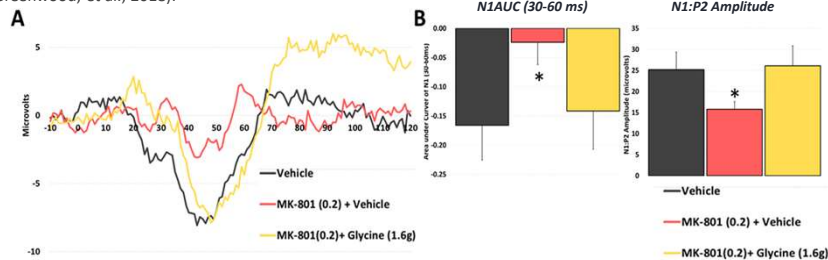 et al., 2018).
A
Microvolts
5
0
-5
-10
-10 0 10 20 30 40 50 60 70 80 90 100 110 120
Vehicle
MK-801 (0.2) + Vehicle
MK-801(0.2)+ Glycine (1.6g)
B
N1AUC (30-60 ms)
Area under Curver of N1 (30-60ms)
0.00
-0.05
-0.10
-0.15
-0.20
-0.25
*
N1:P2 Amplitude
N1:P2 Amplitude (microvolts)
35
30
25
20
15
10
5
0
*
Vehicle
MK-801 (0.2) + Vehicle
MK-801(0.2)+ Glycine (1.6g)